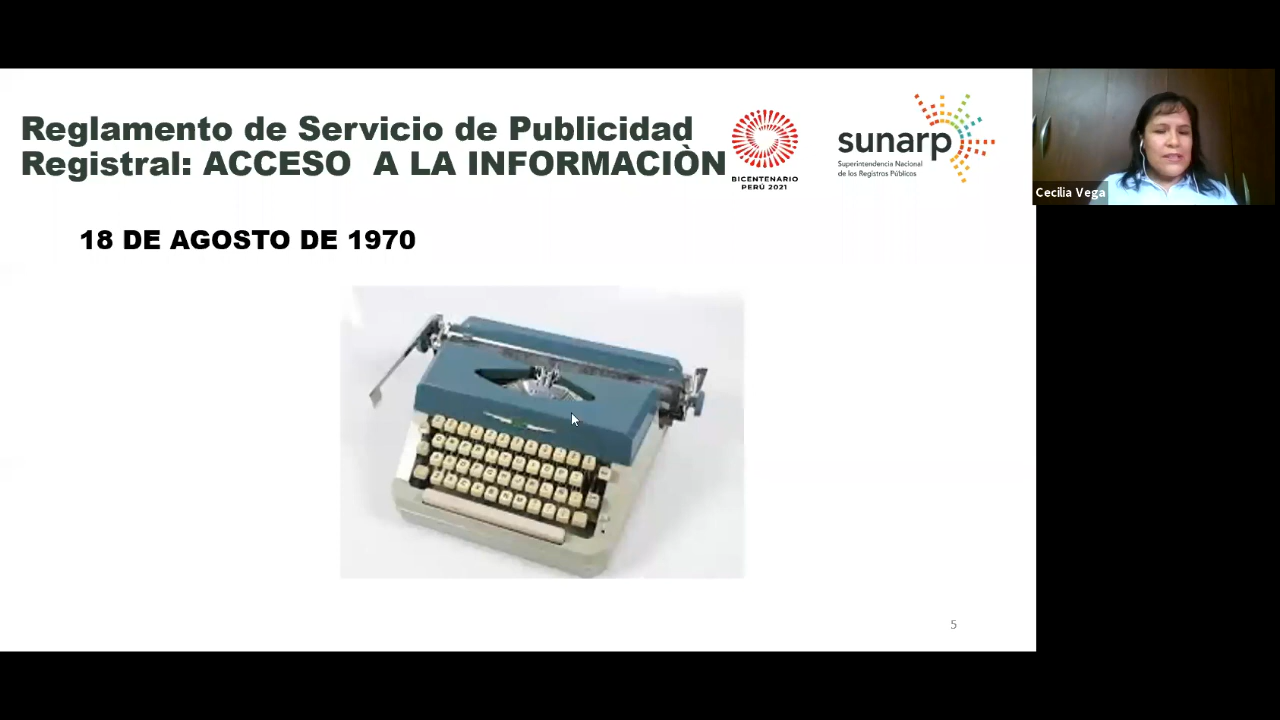 Reglamento de Servicio de Publicidad
Registral: ACCESO  A LA INFORMACIÒN
BICENTENARIO
PERÚ 2021
sunarp
Superintendencia Nacional
de los Registros Públicos
Cecilia Vega
18 DE AGOSTO DE 1970
5